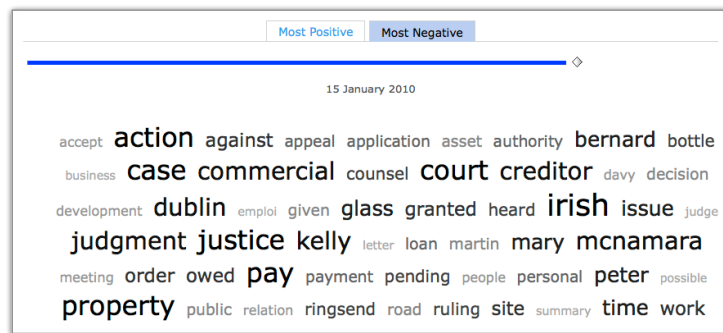 Most Positive Most Negative
15 January 2010
accept action against appeal application asset authority bernard bottle
business case commercial counsel court creditor davy decision
development dublin emploi given glass granted heard irish issue judge
judgment justice kelly letter loan martin mary mcnamara
meeting order owed pay payment pending people personal peter possible
property public relation ringsend road ruling site summary time work